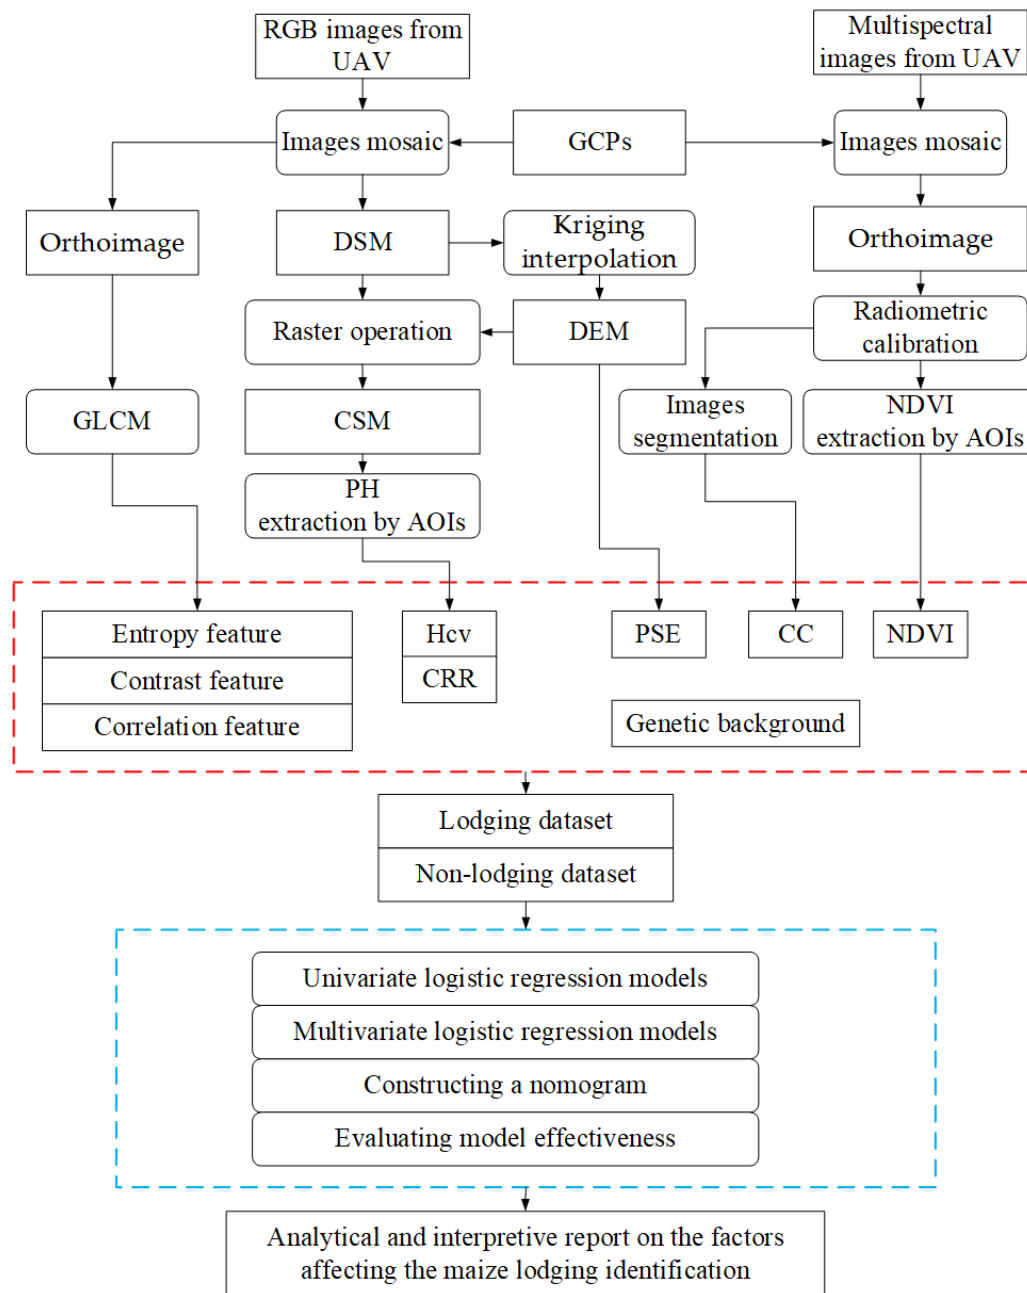 RGB images from
UAV
Multispectral
images from UAV
Images mosaic
GCPs
Images mosaic
Orthoimage
DSM
Kriging
interpolation
Orthoimage
Raster operation
DEM
Radiometric
calibration
GLCM
CSM
Images
segmentation
NDVI
extraction by AOIs
PH
extraction by AOIs
Entropy feature
Contrast feature
Correlation feature
Hcv
CRR
PSE
CC
NDVI
Genetic background
Lodging dataset
Non-lodging dataset
Univariate logistic regression models
Multivariate logistic regression models
Constructing a nomogram
Evaluating model effectiveness
Analytical and interpretive report on the factors
affecting the maize lodging identification